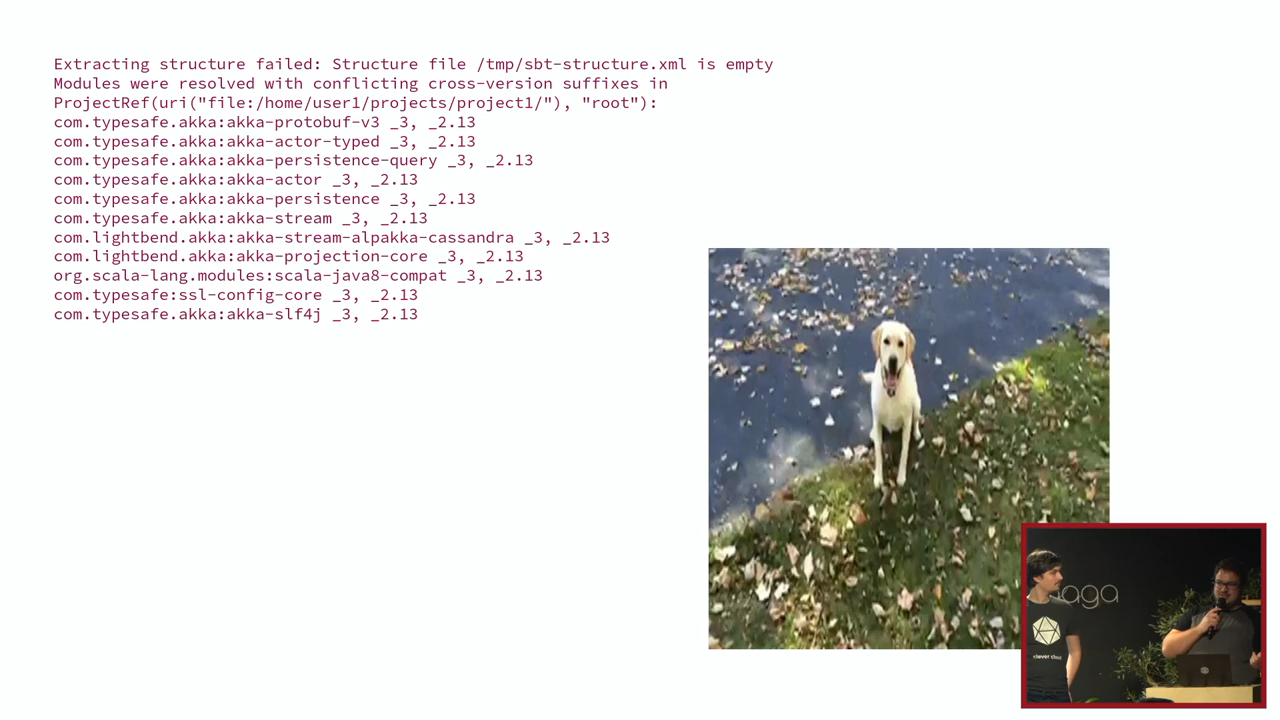 Extracting structure failed: Structure file /tmp/sbt-structure.xml is empty
Modules were resolved with conflicting cross-version suffixes in
ProjectRef(uri("file:/home/user1/projects/project1/"), "root"):
com.typesafe.akka:akka-protobuf-v3 _3, _2.13
com.typesafe.akka:akka-actor-typed _3, _2.13
com.typesafe.akka:akka-persistence-query _3, _2.13
com.typesafe.akka:akka-actor _3, _2.13
com.typesafe.akka:akka-persistence _3, _2.13
com.typesafe.akka:akka-stream _3, _2.13
com.lightbend.akka:akka-stream-alpakka-cassandra _3, _2.13
com.lightbend.akka:akka-projection-core _3, _2.13
org.scala-lang.modules:scala-java8-compat _3, _2.13
com.typesafe:ssl-config-core _3, _2.13
com.typesafe.akka:akka-slf4j _3, _2.13
clever cloud